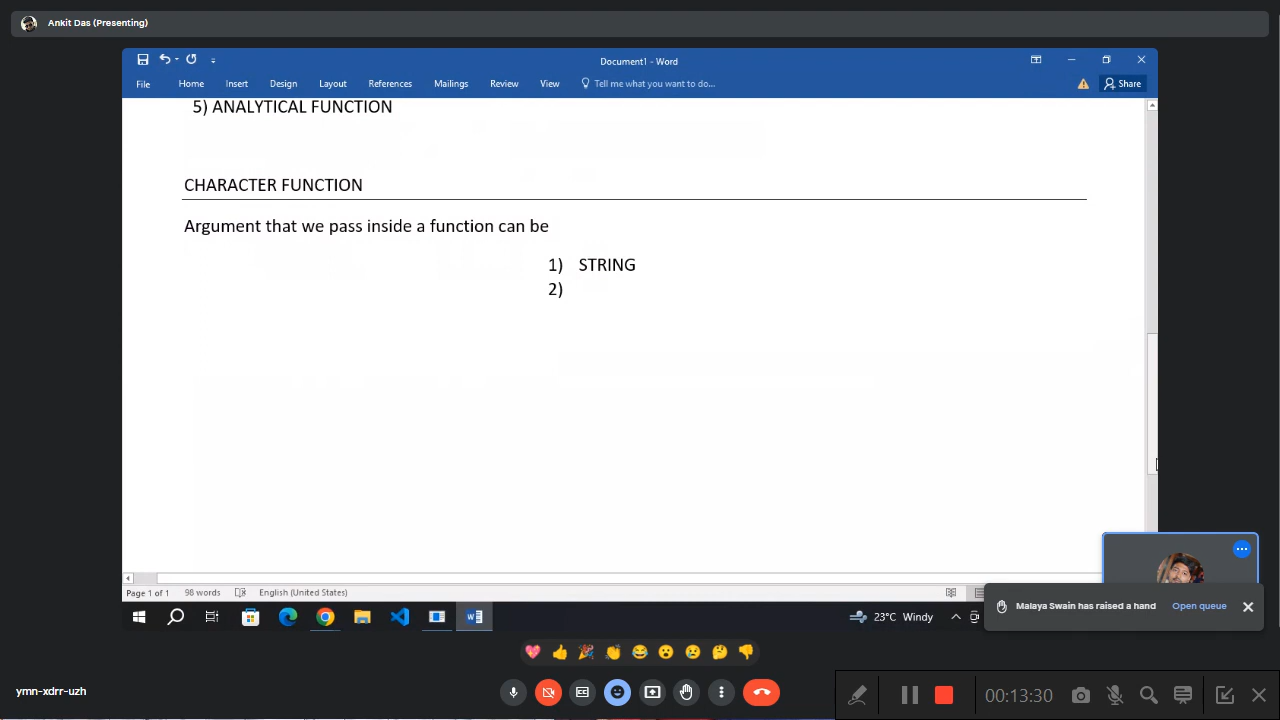 Ankit Das (Presenting)
Document1 - Word
File Home Insert Design Layout References Mailings Review View Tell me what you want to do... Share
5) ANALYTICAL FUNCTION
CHARACTER FUNCTION
Argument that we pass inside a function can be
1) STRING
2)
Page 1 of 1 98 words English (United States)
Malaya Swain has raised a hand Open queue
23°C Windy
ymn-xdrr-uzh
00:13:30